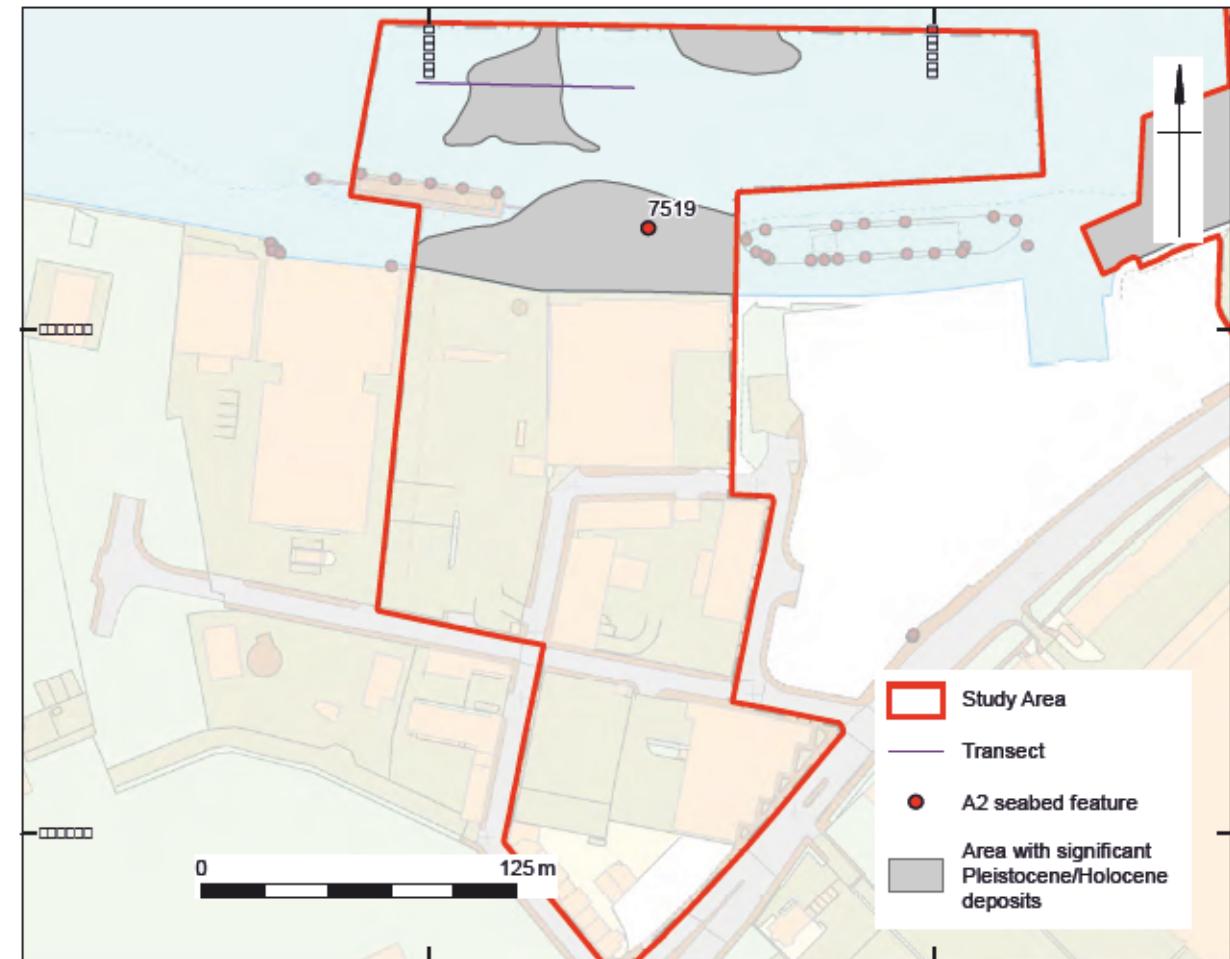 7519
Study Area
Transect
A2 seabed feature
Area with significant
Pleistocene/Holocene
deposits
0 125 m